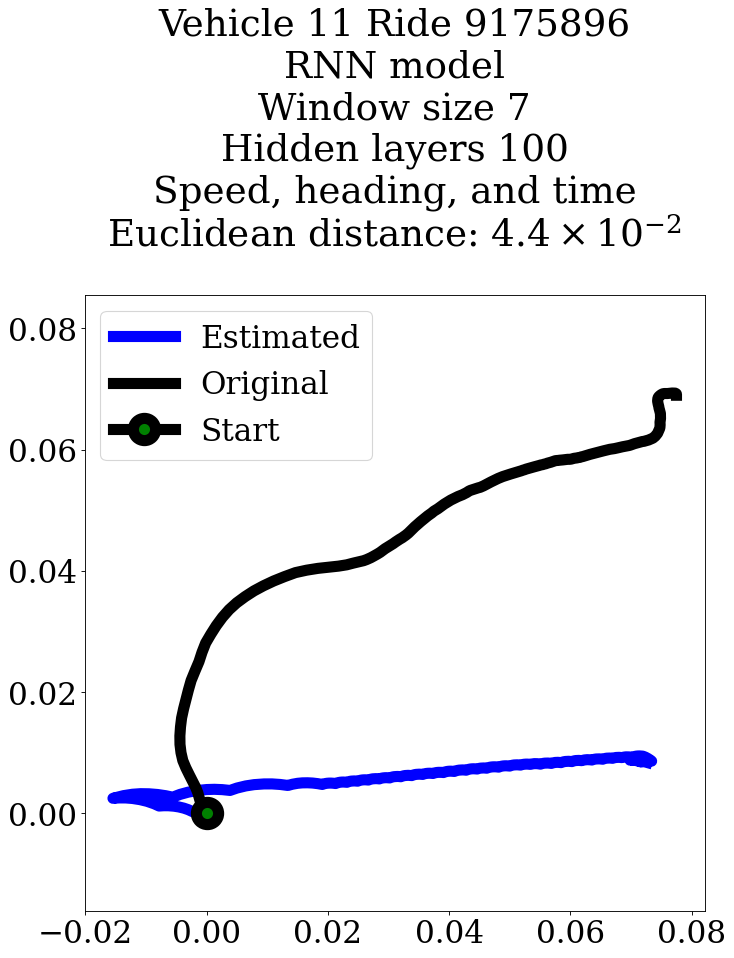 Vehicle 11 Ride 9175896
RNN model
Window size 7
Hidden layers 100
Speed, heading, and time
Euclidean distance: 4.4 × 10⁻²
Estimated
Original
Start
0.08
0.06
0.04
0.02
0.00
−0.02 0.00 0.02 0.04 0.06 0.08